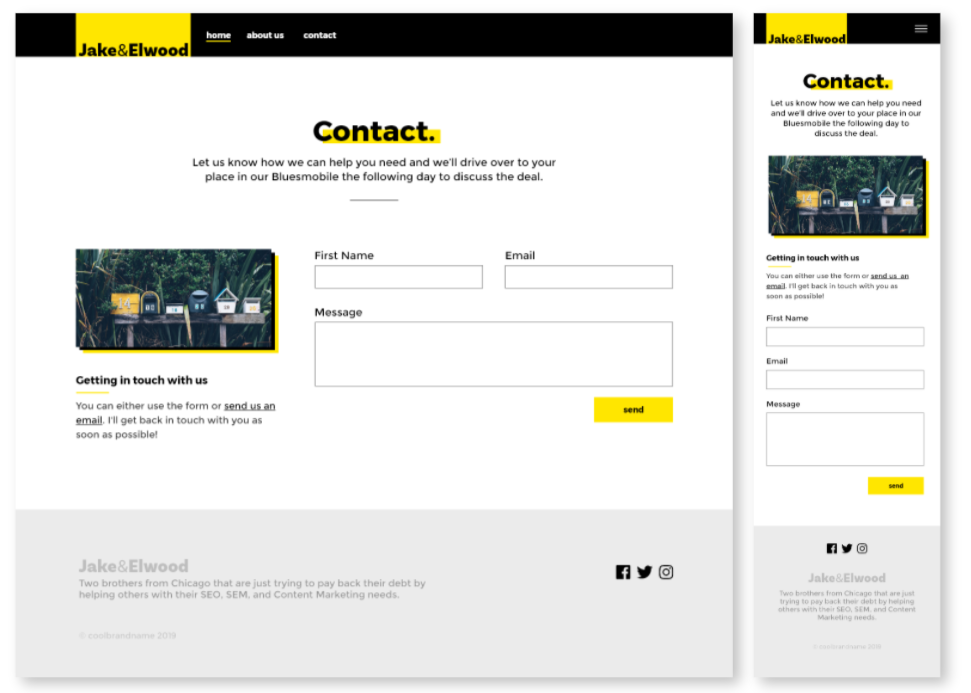 Jake&Elwood
home about us contact
Contact.
Let us know how we can help you need and we'll drive over to your
place in our Bluesmobile the following day to discuss the deal.
Getting in touch with us
You can either use the form or send us an
email. I'll get back in touch with you as
soon as possible!
First Name
Email
Message
send
Jake&Elwood
Two brothers from Chicago that are just trying to pay back their debt by
helping others with their SEO, SEM, and Content Marketing needs.
© coolbrandname 2019
Jake&Elwood
Contact.
Let us know how we can help you need
and we'll drive over to your place in our
Bluesmobile the following day to
discuss the deal.
Getting in touch with us
You can either use the form or send us an
email. I'll get back in touch with you as
soon as possible!
First Name
Email
Message
send
Jake&Elwood
Two brothers from Chicago that are just
trying to pay back their debt by helping
others with their SEO, SEM, and Content
Marketing needs.
© coolbrandname 2019